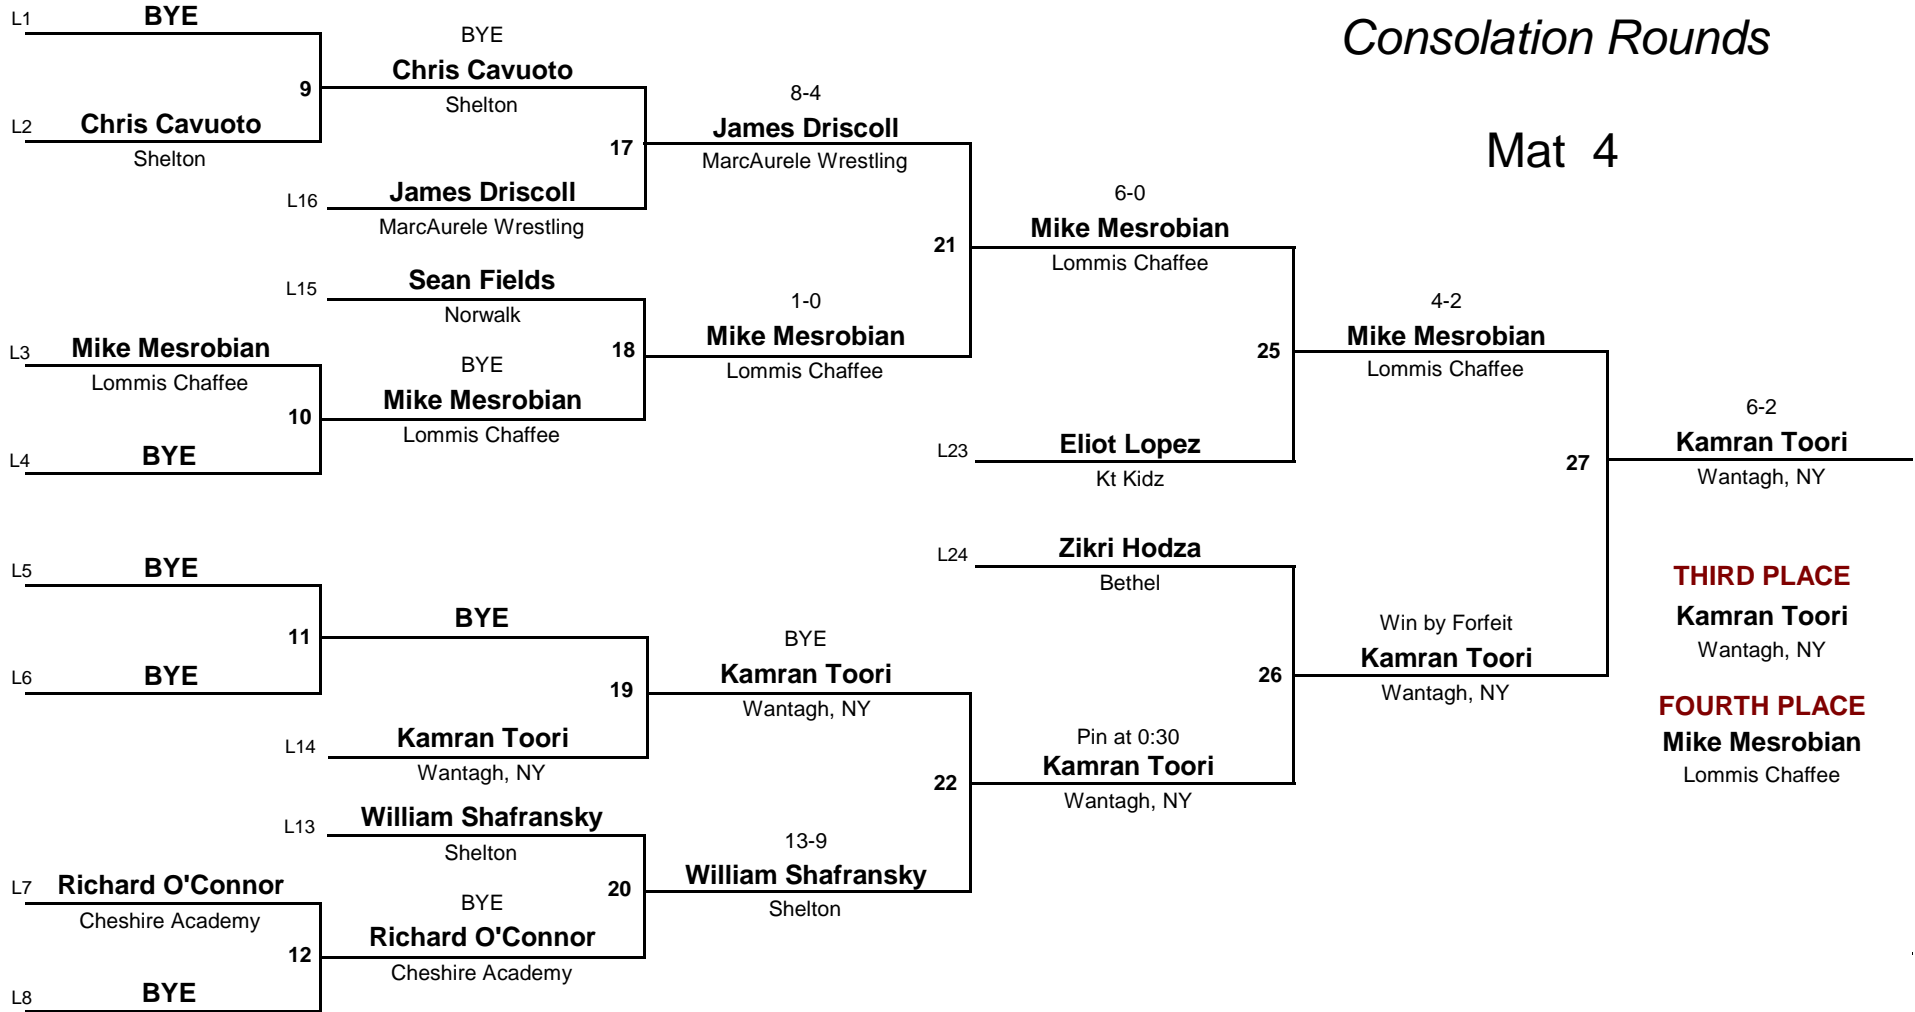 L1
BYE
Consolation Rounds
BYE
Chris Cavuoto
9
Shelton
8-4
L2
Chris Cavuoto
James Driscoll
Mat 4
Shelton
17
MarcAurele Wrestling
L16
James Driscoll
6-0
MarcAurele Wrestling
Mike Mesrobian
21
Lommis Chaffee
L15
Sean Fields
Norwalk
1-0
4-2
Mike Mesrobian
Mike Mesrobian
L3
Mike Mesrobian
18
25
Lommis Chaffee
BYE
Lommis Chaffee
Lommis Chaffee
10
Mike Mesrobian
6-2
Lommis Chaffee
L23
Eliot Lopez
Kamran Toori
L4
BYE
Kt Kidz
27
Wantagh, NY
L24
Zikri Hodza
L5
BYE
Bethel
THIRD PLACE
BYE
Kamran Toori
11
BYE
Win by Forfeit
Wantagh, NY
L6
BYE
Kamran Toori
Kamran Toori
19
26
Wantagh, NY
Wantagh, NY
FOURTH PLACE
L14
Kamran Toori
Pin at 0:30
Mike Mesrobian
Wantagh, NY
22
Kamran Toori
Lommis Chaffee
Wantagh, NY
L13
William Shafransky
Shelton
13-9
L7
Richard O'Connor
20
William Shafransky
Cheshire Academy
BYE
Shelton
Richard O'Connor
12
Cheshire Academy
L8
BYE